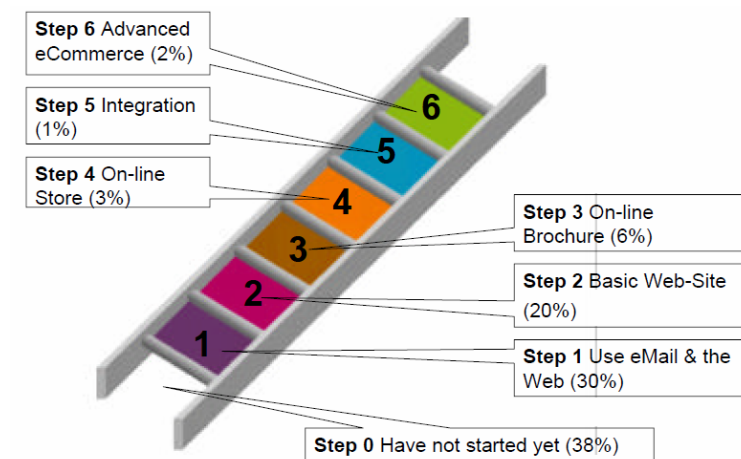 Step 6 Advanced
eCommerce (2%)
Step 5 Integration
(1%)
Step 4 On-line
Store (3%)
Step 3 On-line
Brochure (6%)
Step 2 Basic Web-Site
(20%)
Step 1 Use eMail & the
Web (30%)
Step 0 Have not started yet (38%)
6
5
4
3
2
1